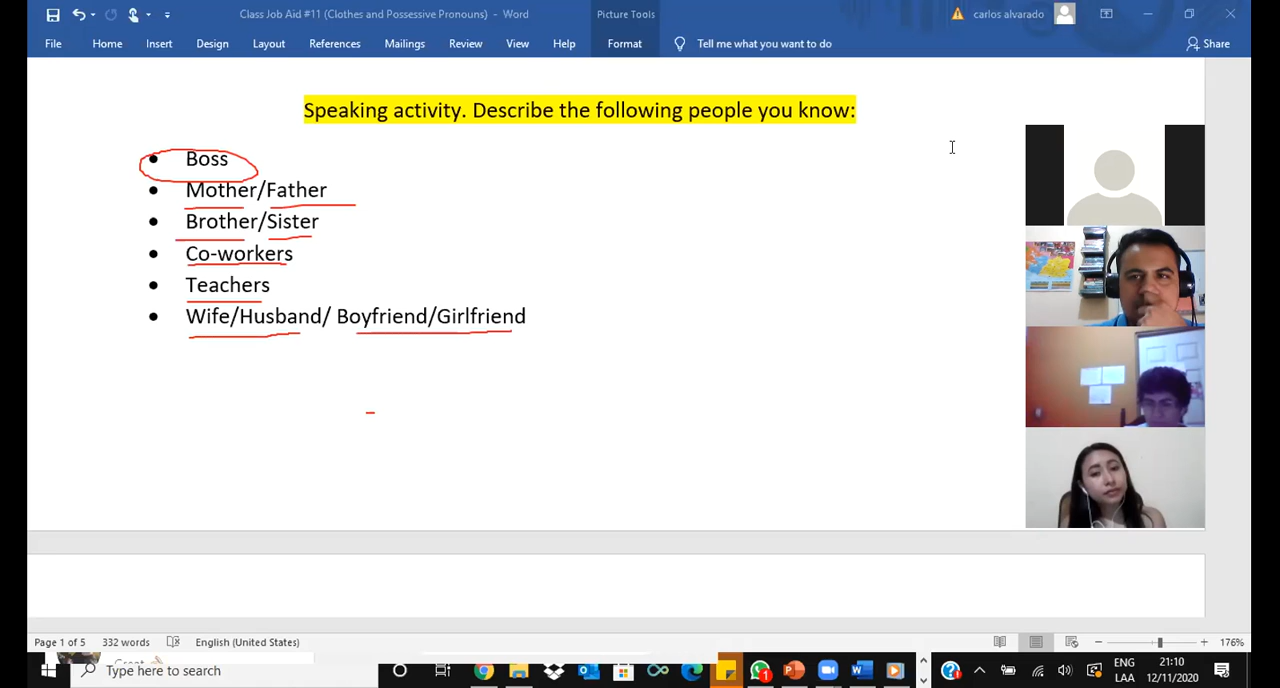 Class Job Aid #11 (Clothes and Possessive Pronouns) - Word
Picture Tools
carlos alvarado
File Home Insert Design Layout References Mailings Review View Help Format Tell me what you want to do Share
Speaking activity. Describe the following people you know:
• Boss
• Mother/Father
• Brother/Sister
• Co-workers
• Teachers
• Wife/Husband/ Boyfriend/Girlfriend
Page 1 of 5 332 words English (United States) 176%
Type here to search
1
ENG 21:10
LAA 12/11/2020